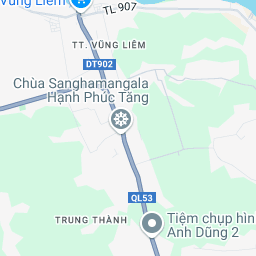 Vũng Liêm
TL 907
TT. VŨNG LIÊM
DT902
Chùa Sanghamangala
Hạnh Phúc Tăng
QL53
TRUNG THÀNH
Tiệm chụp hìn
Anh Dũng 2